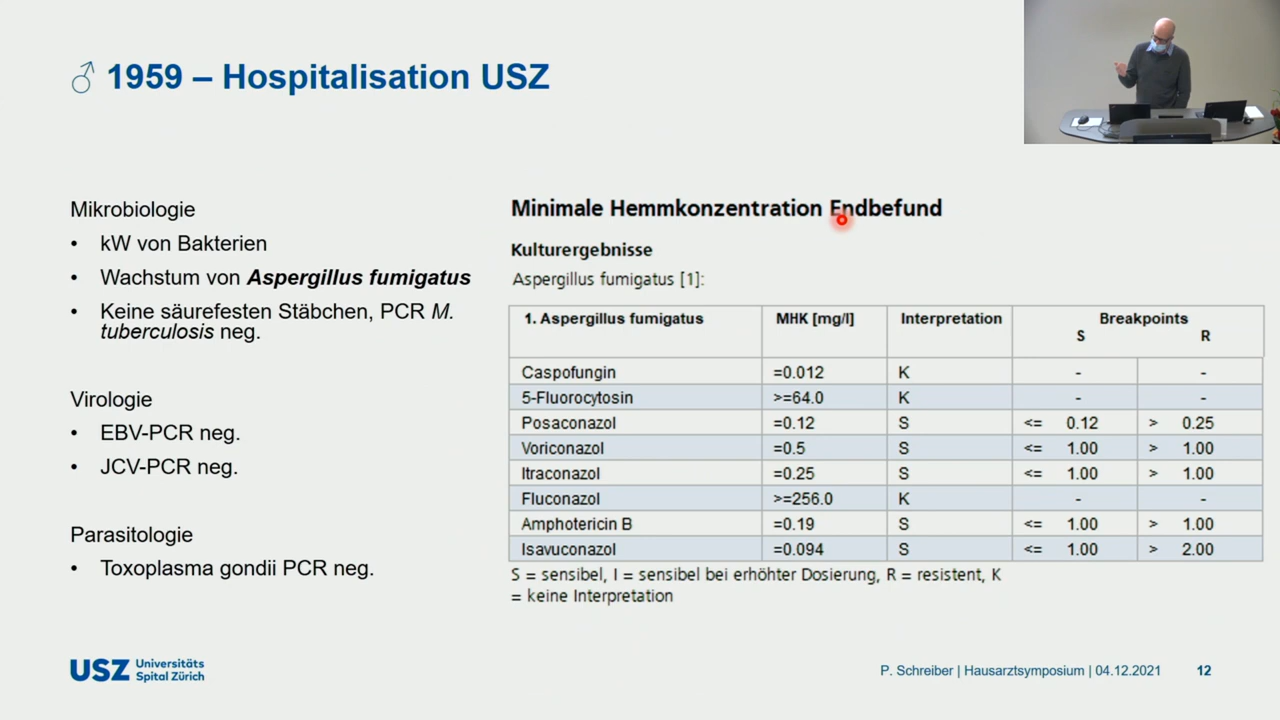 ♂ 1959 – Hospitalisation USZ
Mikrobiologie
• kW von Bakterien
• Wachstum von Aspergillus fumigatus
• Keine säurefesten Stäbchen, PCR M.
tuberculosis neg.
Virologie
• EBV-PCR neg.
• JCV-PCR neg.
Parasitologie
• Toxoplasma gondii PCR neg.
Minimale Hemmkonzentration Endbefund
Kulturergebnisse
Aspergillus fumigatus [1]:
1. Aspergillus fumigatus MHK [mg/l] Interpretation Breakpoints
S R
Caspofungin =0.012 K - -
5-Fluorocytosin >=64.0 K - -
Posaconazol =0.12 S <= 0.12 > 0.25
Voriconazol =0.5 S <= 1.00 > 1.00
Itraconazol =0.25 S <= 1.00 > 1.00
Fluconazol >=256.0 K - -
Amphotericin B =0.19 S <= 1.00 > 1.00
Isavuconazol =0.094 S <= 1.00 > 2.00
S = sensibel, I = sensibel bei erhöhter Dosierung, R = resistent, K
= keine Interpretation
USZ Universitäts
Spital Zürich
P. Schreiber | Hausarztsymposium | 04.12.2021 12